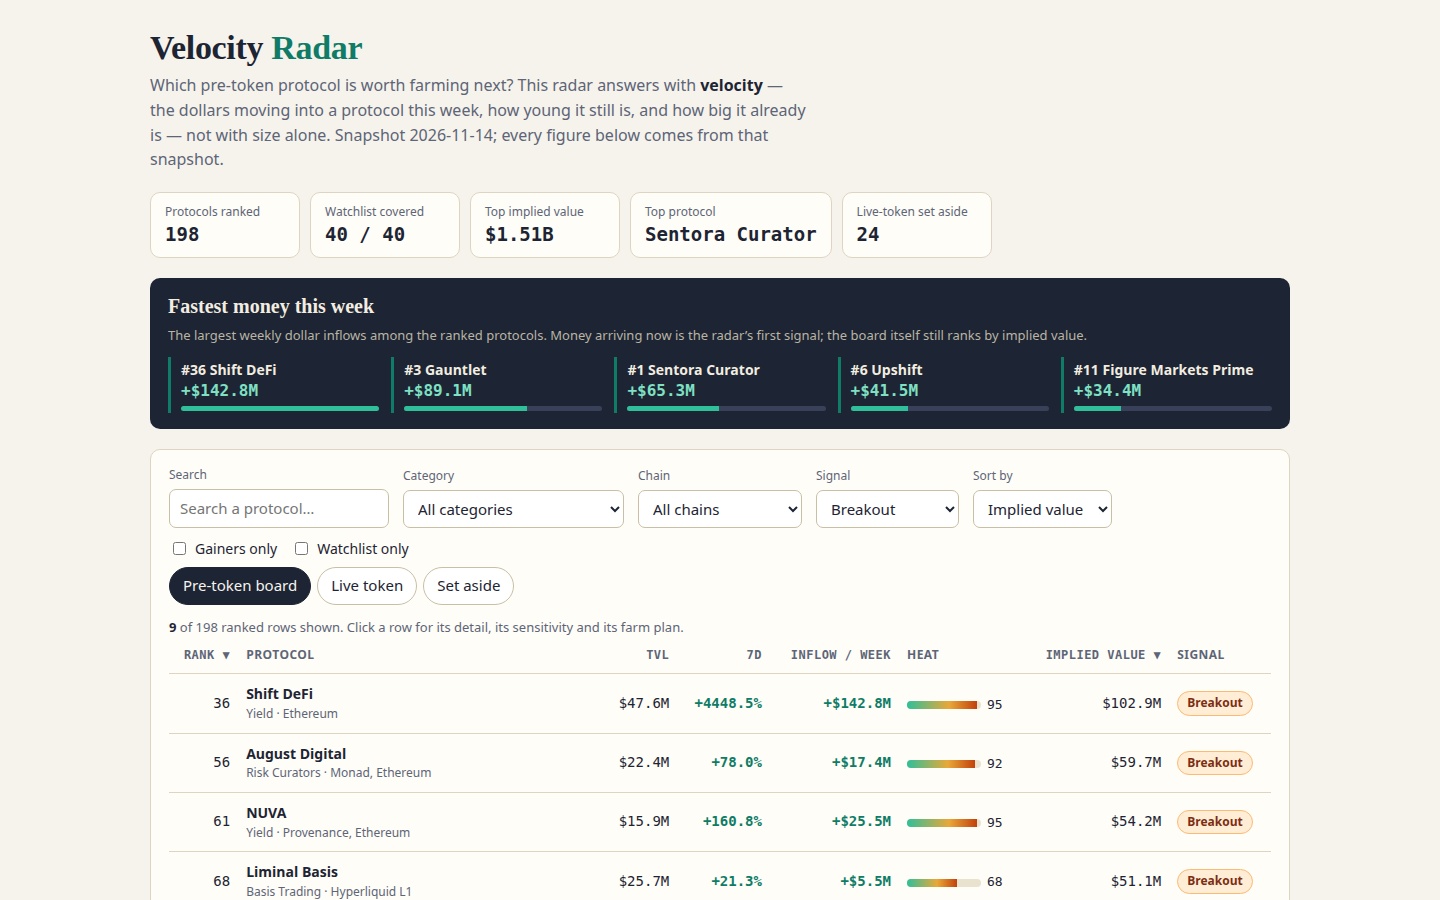 Velocity Radar
Which pre-token protocol is worth farming next? This radar answers with velocity —
the dollars moving into a protocol this week, how young it still is, and how big it already
is — not with size alone. Snapshot 2026-11-14; every figure below comes from that
snapshot.
Protocols ranked
198
Watchlist covered
40 / 40
Top implied value
$1.51B
Top protocol
Sentora Curator
Live-token set aside
24
Fastest money this week
The largest weekly dollar inflows among the ranked protocols. Money arriving now is the radar’s first signal; the board itself still ranks by implied value.
#36 Shift DeFi
+$142.8M
#3 Gauntlet
+$89.1M
#1 Sentora Curator
+$65.3M
#6 Upshift
+$41.5M
#11 Figure Markets Prime
+$34.4M
Search
Search a protocol…
Category
All categories
Chain
All chains
Signal
Breakout
Sort by
Implied value
Gainers only
Watchlist only
Pre-token board
Live token
Set aside
9 of 198 ranked rows shown. Click a row for its detail, its sensitivity and its farm plan.
RANK ▼ PROTOCOL TVL 7D INFLOW / WEEK HEAT IMPLIED VALUE ▼ SIGNAL
36 Shift DeFi $47.6M +4448.5% +$142.8M 95 $102.9M Breakout
Yield · Ethereum
56 August Digital $22.4M +78.0% +$17.4M 92 $59.7M Breakout
Risk Curators · Monad, Ethereum
61 NUVA $15.9M +160.8% +$25.5M 95 $54.2M Breakout
Yield · Provenance, Ethereum
68 Liminal Basis $25.7M +21.3% +$5.5M 68 $51.1M Breakout
Basis Trading · Hyperliquid L1